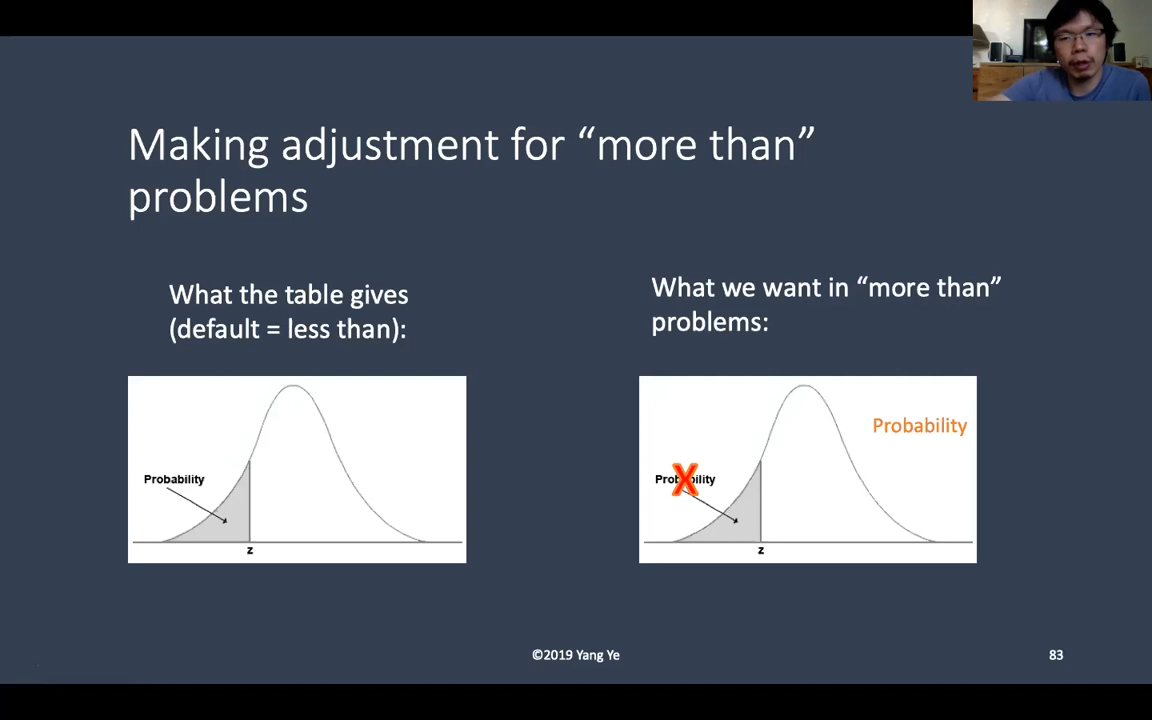 Making adjustment for “more than”
problems
What the table gives
(default = less than):
Probability
z
What we want in “more than”
problems:
Probability
Probability
z
©2019 Yang Ye
83